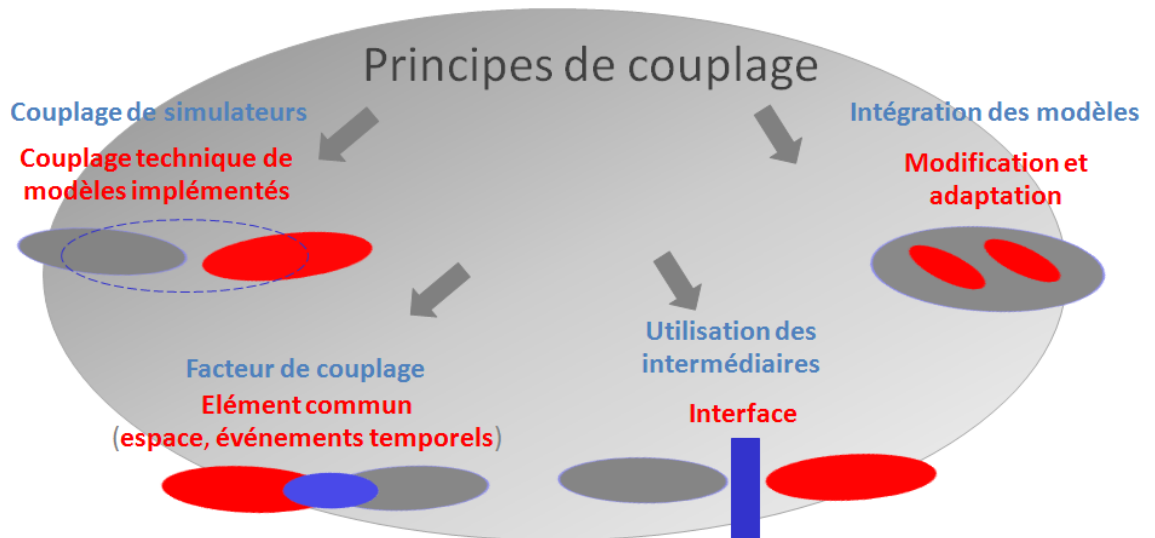 Principes de couplage
Couplage de simulateurs
Couplage technique de
modèles implémentés
Intégration des modèles
Modification et
adaptation
Facteur de couplage
Elément commun
(espace, événements temporels)
Utilisation des
intermédiaires
Interface